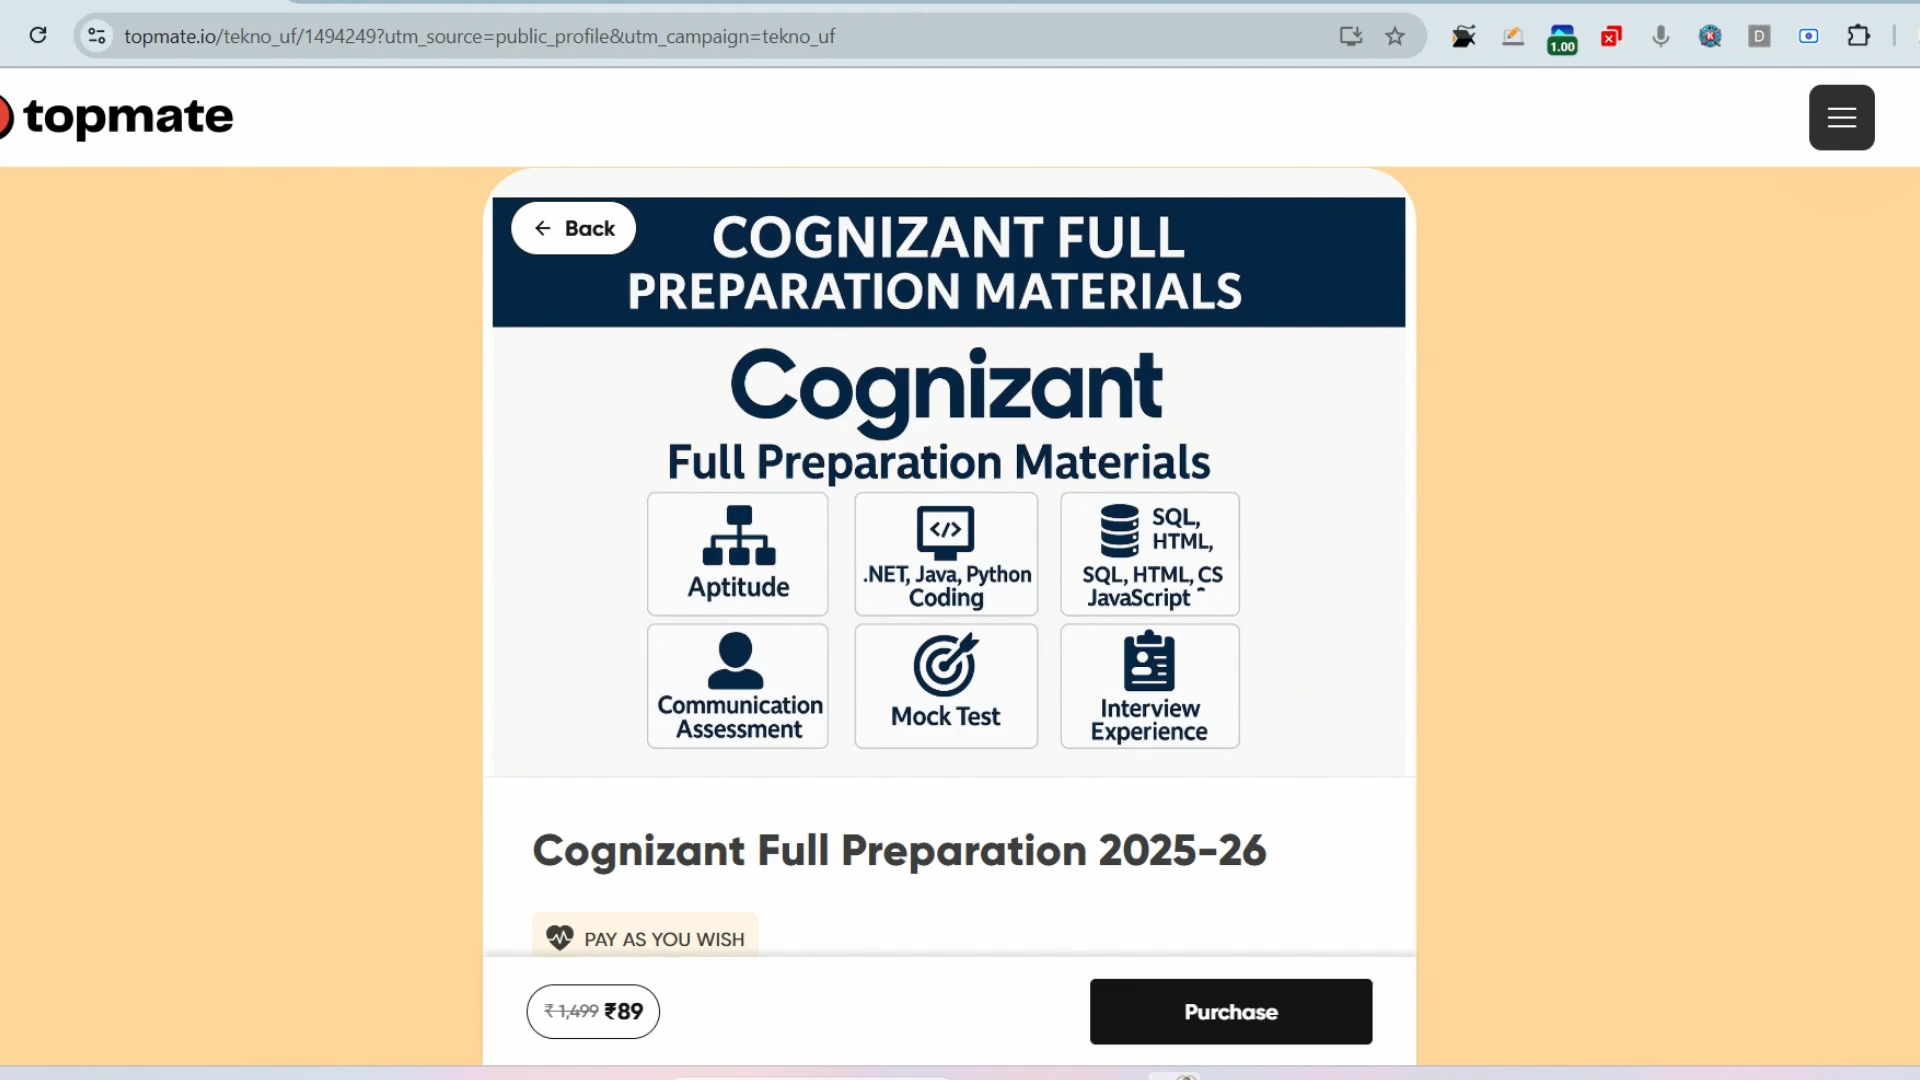 topmate.io/tekno_uf/1494249?utm_source=public_profile&utm_campaign=tekno_uf
1.00
D
topmate
Back
COGNIZANT FULL
PREPARATION MATERIALS
Cognizant
Full Preparation Materials
Aptitude
</>
.NET, Java, Python
Coding
SQL,
HTML,
SQL, HTML, CS
JavaScript
Communication
Assessment
Mock Test
Interview
Experience
Cognizant Full Preparation 2025-26
PAY AS YOU WISH
₹ 1,499 ₹89
Purchase